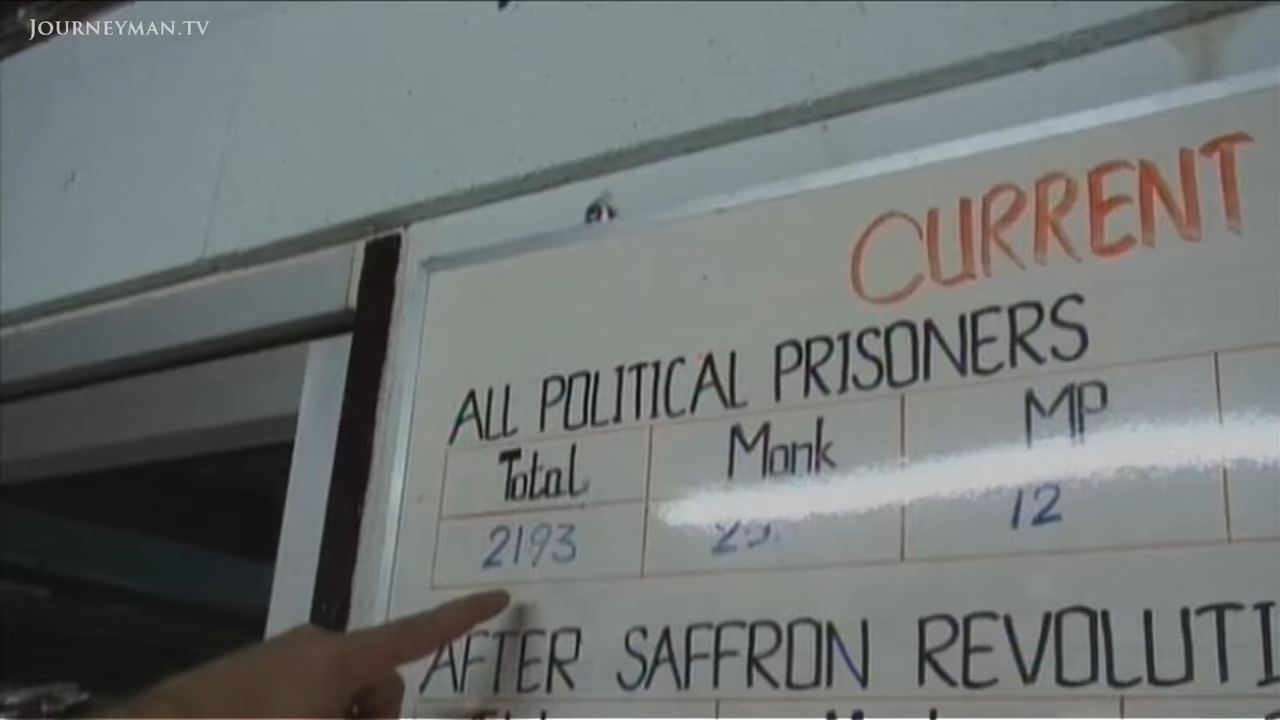 JOURNEYMAN.TV
CURRENT
ALL POLITICAL PRISONERS
Total Monk MP
2193 12
AFTER SAFFRON REVOLUTI